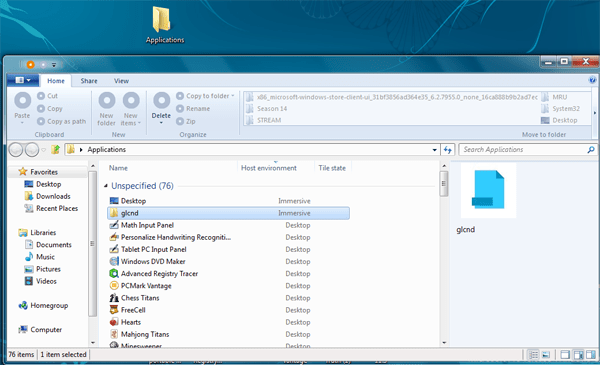 Applications
Home Share View
Paste
Cut
Copy
Copy as path
Clipboard
New folder
New items
New
Delete
Copy to folder
Rename
Zip
Organize
x86_microsoft-windows-store-client-ui_31bf3856ad364e35_6.2.7955.0_none_16ca888b9b2ad7ec
Season 14
STREAM
MRU
System32
Desktop
Move to folder
Applications
Search Applications
Favorites
Desktop
Downloads
Recent Places
Libraries
Documents
Music
Pictures
Videos
Homegroup
Computer
Name Host environment Title state
Unspecified (76)
Desktop Immersive
glcnd Immersive
Math Input Panel Desktop
Personalize Handwriting Recogniti... Desktop
Tablet PC Input Panel Desktop
Windows DVD Maker Desktop
Advanced Registry Tracer Desktop
PCMark Vantage Desktop
Chess Titans Desktop
FreeCell Desktop
Hearts Desktop
Mahjong Titans Desktop
Minesweeper Desktop
glcnd
76 items 1 item selected